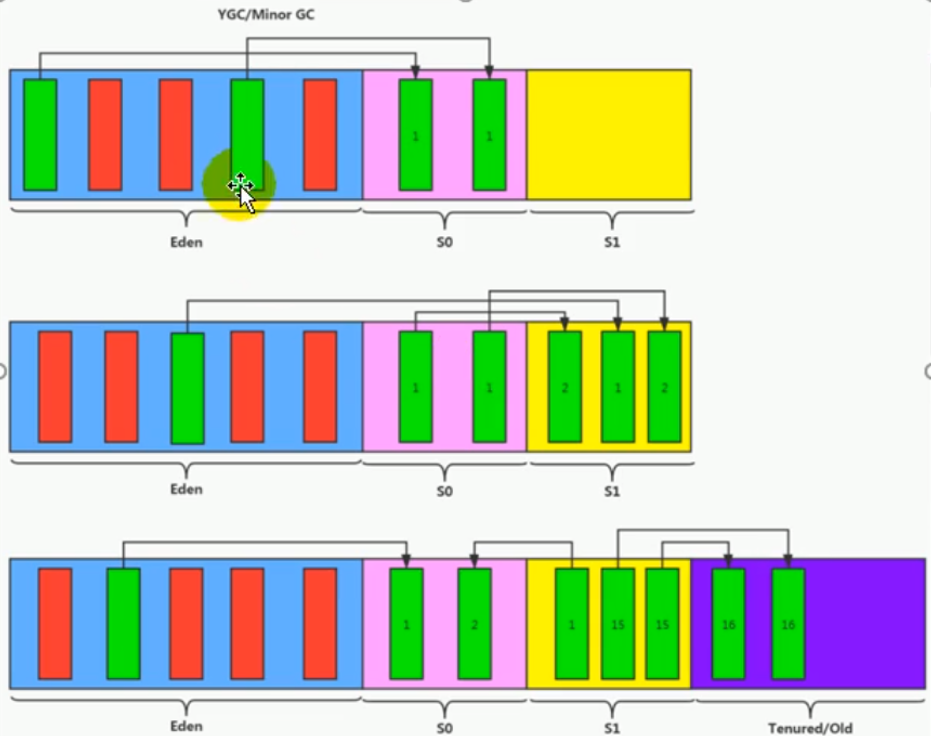 YGC/Minor GC
1 1
Eden S0 S1
1 1 2 1 2
Eden S0 S1
1 2 1 15 15 16 16
Eden S0 S1 Tenured/Old